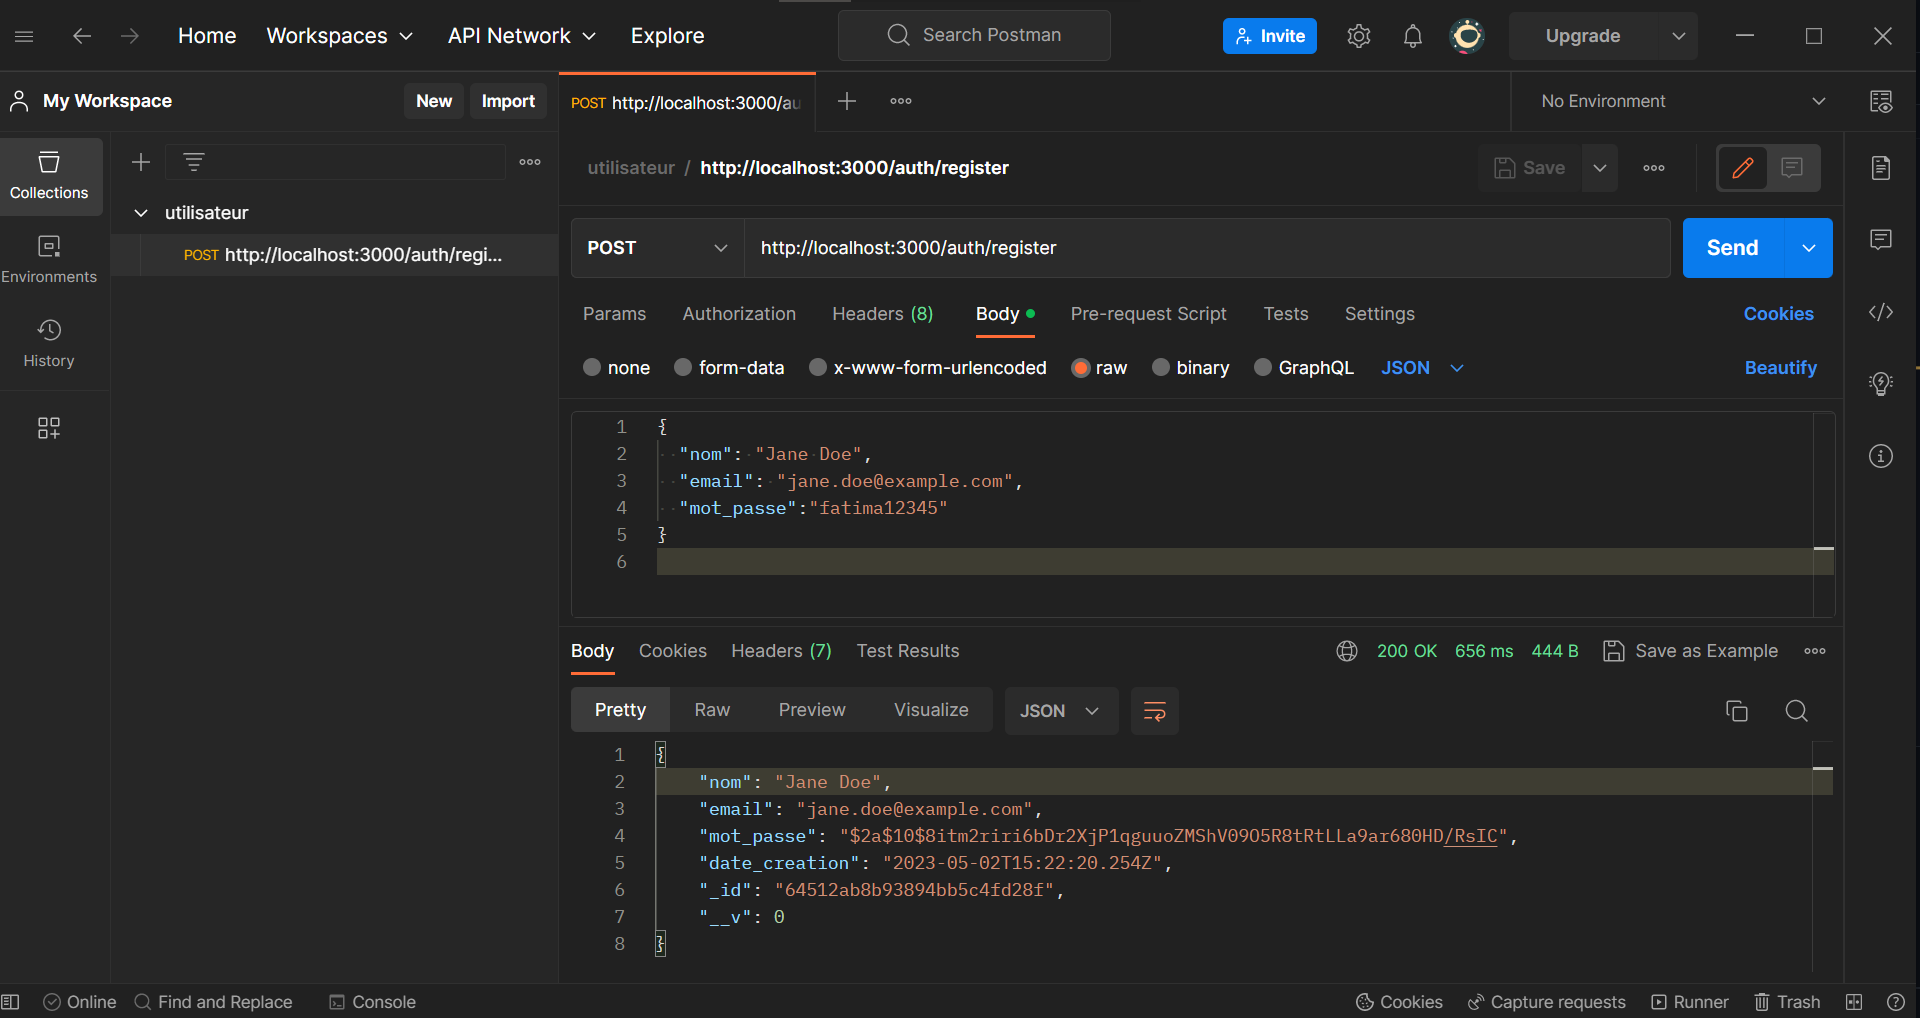 Home Workspaces API Network Explore Search Postman Invite Upgrade
My Workspace New Import POST http://localhost:3000/au No Environment
Collections
utilisateur / http://localhost:3000/auth/register Save
utilisateur
POST http://localhost:3000/auth/regi...
POST http://localhost:3000/auth/register Send
Environments
Params Authorization Headers (8) Body Pre-request Script Tests Settings Cookies
History
none form-data x-www-form-urlencoded raw binary GraphQL JSON Beautify
1 {
2 "nom": "Jane Doe",
3 "email": "jane.doe@example.com",
4 "mot_passe":"fatima12345"
5 }
6
Body Cookies Headers (7) Test Results 200 OK 656 ms 444 B Save as Example
Pretty Raw Preview Visualize JSON
1 {
2 "nom": "Jane Doe",
3 "email": "jane.doe@example.com",
4 "mot_passe": "$2a$10$8itm2riri6bDr2XjP1qguuoZMShV09O5R8tRtLLa9ar680HD/RsIC",
5 "date_creation": "2023-05-02T15:22:20.254Z",
6 "_id": "64512ab8b93894bb5c4fd28f",
7 "__v": 0
8 }
Online Find and Replace Console Cookies Capture requests Runner Trash